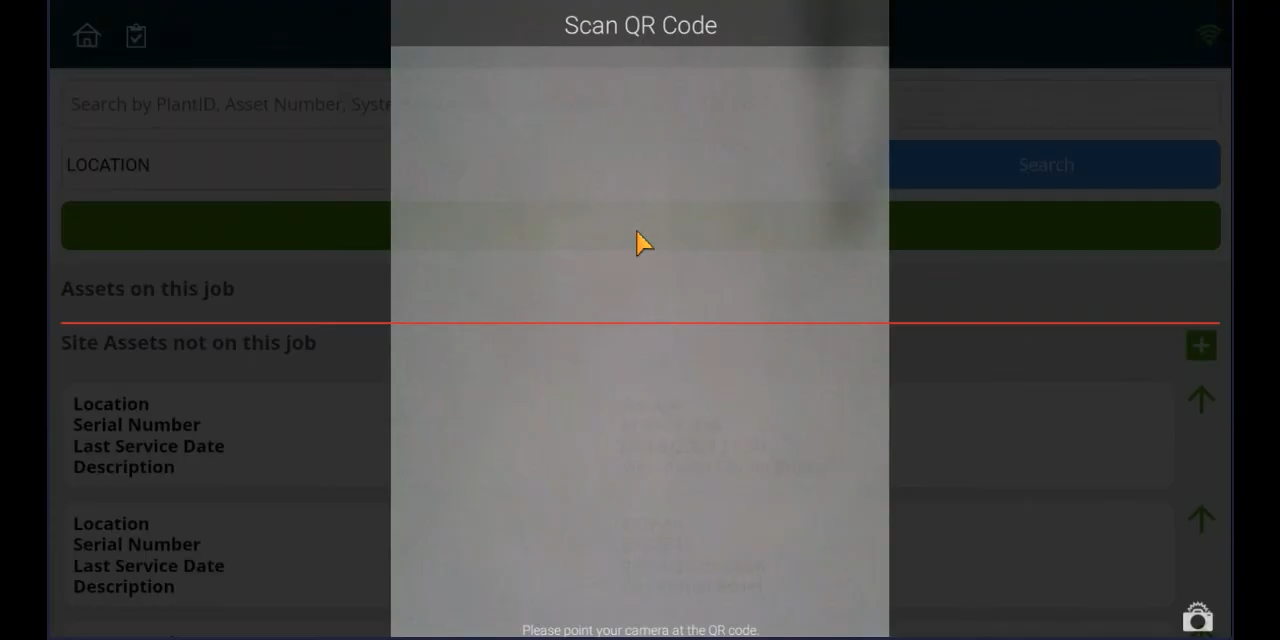 Scan QR Code
Search by PlantID, Asset Number, Syste
LOCATION
Search
Assets on this job
Site Assets not on this job
Location
Serial Number
Last Service Date
Description
Location
Serial Number
Last Service Date
Description
Please point your camera at the QR code.